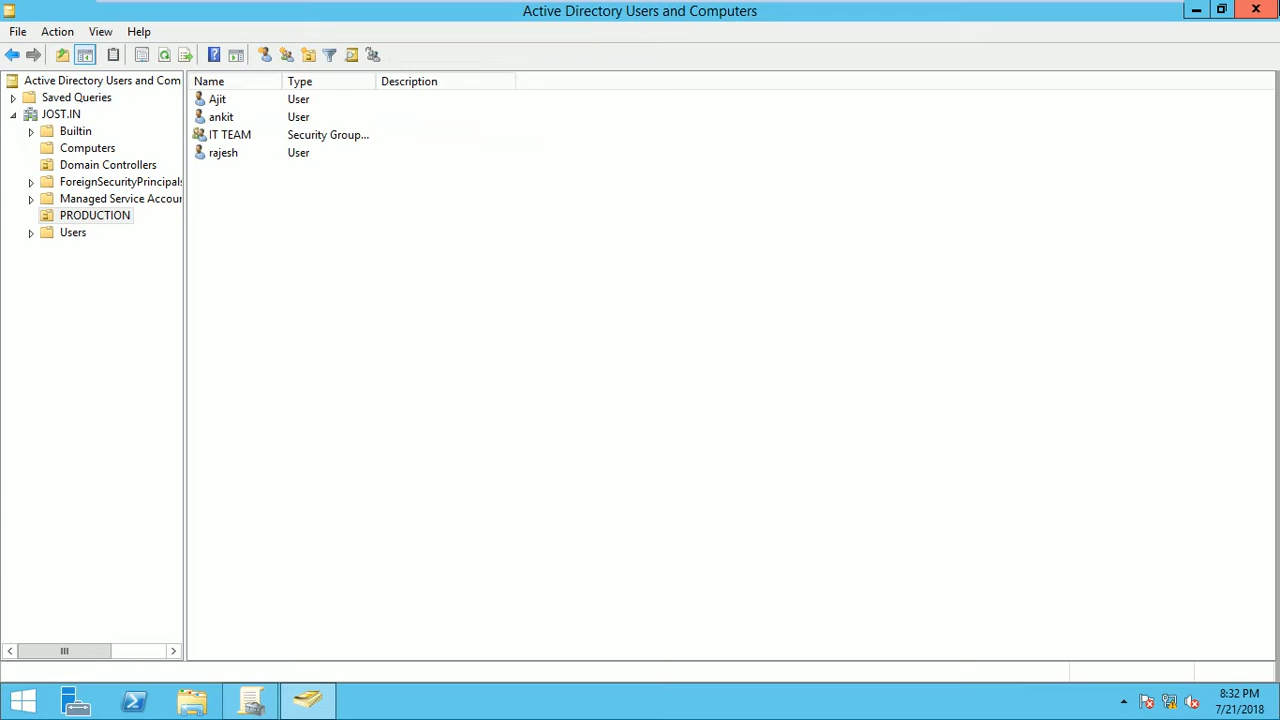 Active Directory Users and Computers
File Action View Help
Active Directory Users and Com
Saved Queries
JOST.IN
Builtin
Computers
Domain Controllers
ForeignSecurityPrincipals
Managed Service Accour
PRODUCTION
Users
Name Type Description
Ajit User
ankit User
IT TEAM Security Group...
rajesh User
8:32 PM
7/21/2018